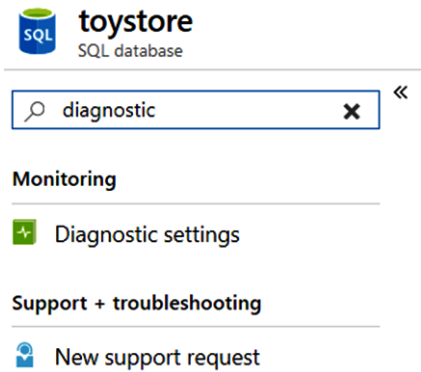 toystore
SQL
SQL database
diagnostic
Monitoring
Diagnostic settings
Support + troubleshooting
New support request